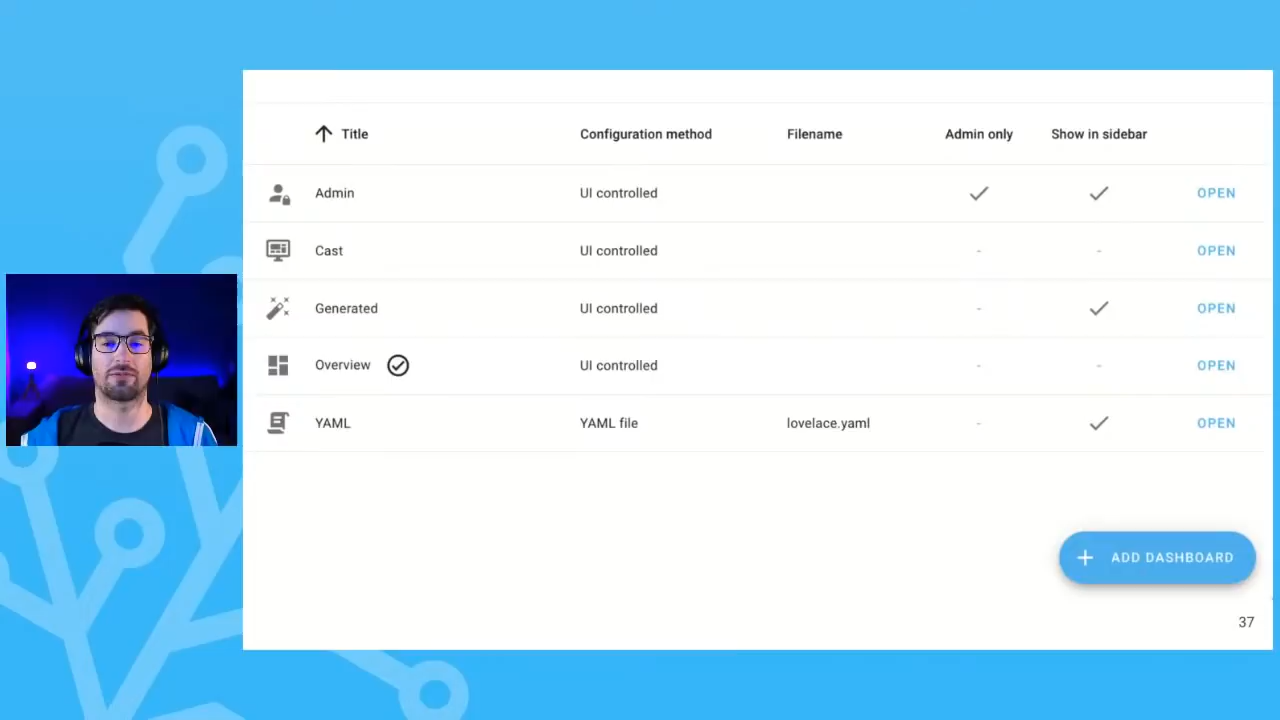 Title Configuration method Filename Admin only Show in sidebar
Admin UI controlled OPEN
Cast UI controlled - - OPEN
Generated UI controlled - OPEN
Overview UI controlled - - OPEN
YAML YAML file lovelace.yaml - OPEN
+ ADD DASHBOARD
37